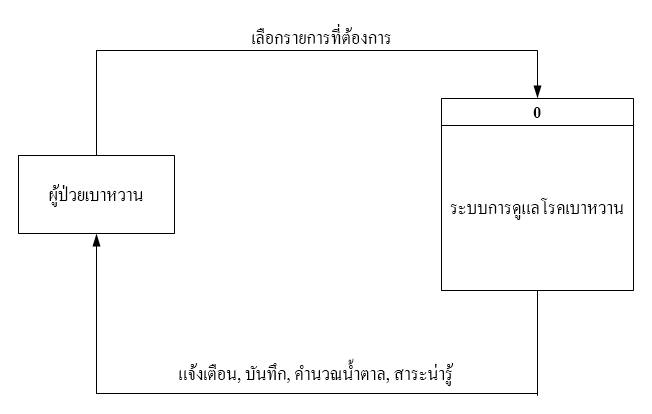 เลือกรายการที่ต้องการ
0
ผู้ป่วยเบาหวาน
ระบบการดูแลโรคเบาหวาน
แจ้งเตือน, บันทึก, คำนวณน้ำตาล, สาระน่ารู้